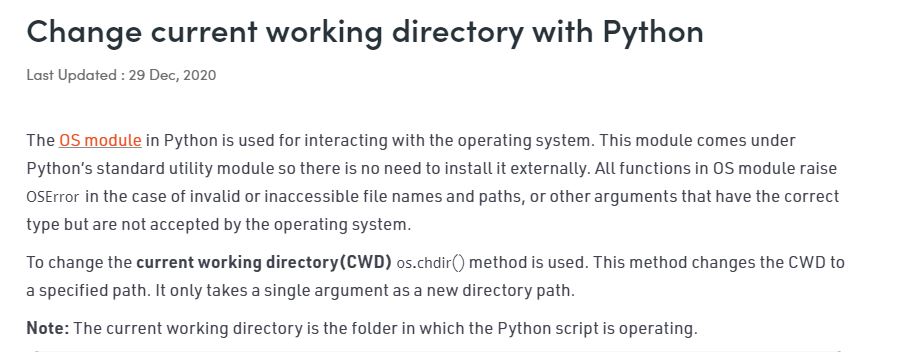 Change current working directory with Python
Last Updated : 29 Dec, 2020
The OS module in Python is used for interacting with the operating system. This module comes under
Python's standard utility module so there is no need to install it externally. All functions in OS module raise
OSError in the case of invalid or inaccessible file names and paths, or other arguments that have the correct
type but are not accepted by the operating system.
To change the current working directory(CWD) os.chdir() method is used. This method changes the CWD to
a specified path. It only takes a single argument as a new directory path.
Note: The current working directory is the folder in which the Python script is operating.